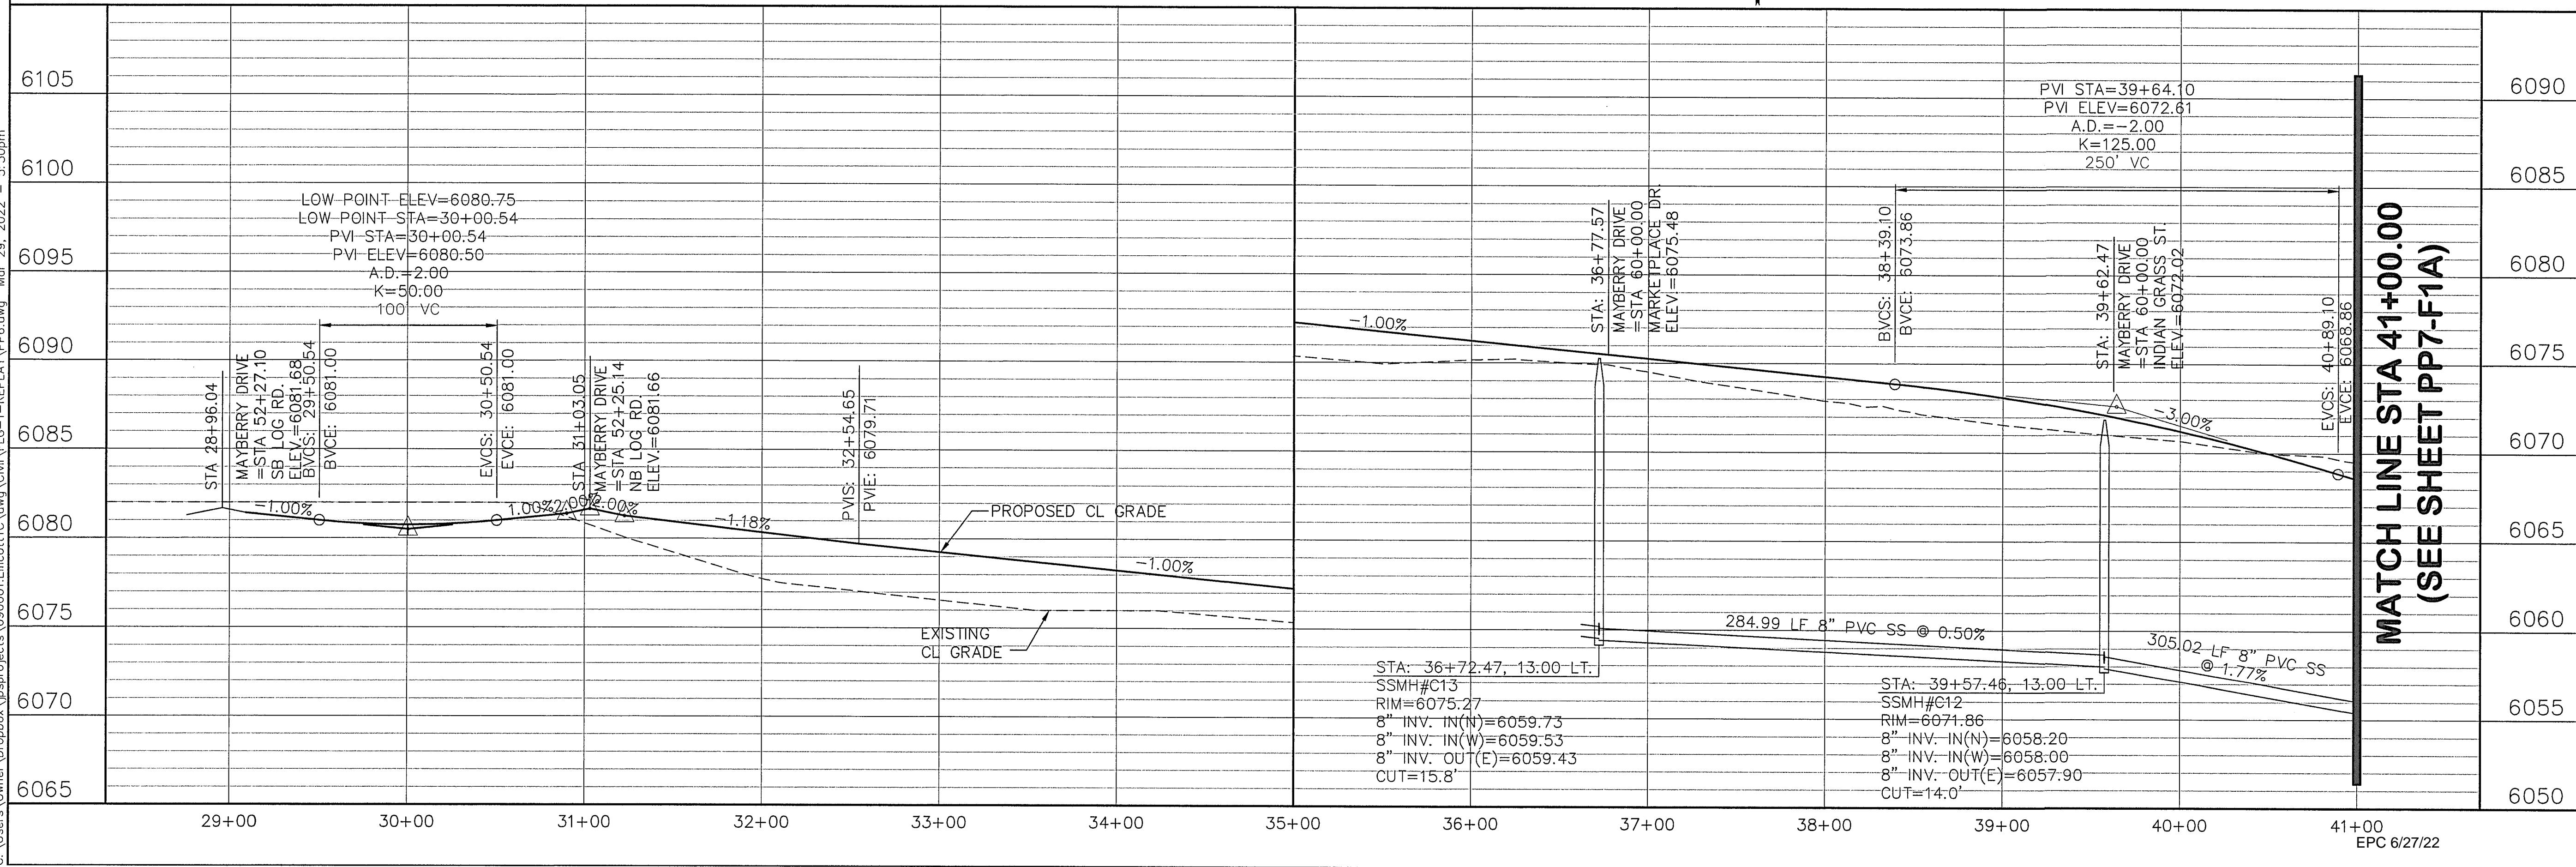 6105
6100
6095
6090
6085
6080
6075
6070
6065
LOW POINT ELEV=6080.75
LOW POINT STA=30+00.54
PVI STA=30+00.54
PVI ELEV=6080.50
A.D.=2.00
K=50.00
100' VC
STA 28+96.04
MAYBERRY DRIVE
=STA 52+27.10
SB LOG RD.
ELEV.=6081.68
BVCS: 29+50.54
BVCE: 6081.00
EVCS: 30+50.54
EVCE: 6081.00
STA 31+03.05
MAYBERRY DRIVE
=STA 52+25.14
NB LOG RD.
ELEV.=6081.66
PVIS: 32+54.65
PVIE: 6079.71
-1.00%
1.00%
2.00%
-2.00%
-1.18%
-1.00%
PROPOSED CL GRADE
EXISTING
CL GRADE
-1.00%
STA: 36+77.57
MAYBERRY DRIVE
=STA 60+00.00
MARKETPLACE DR.
ELEV.=6075.48
BVCS: 38+39.10
BVCE: 6073.86
PVI STA=39+64.10
PVI ELEV=6072.61
A.D.=-2.00
K=125.00
250' VC
STA: 39+62.47
MAYBERRY DRIVE
=STA 60+00.00
INDIAN GRASS ST.
ELEV.=6072.02
-3.00%
EVCS: 40+89.10
EVCE: 6068.86
284.99 LF 8" PVC SS @ 0.50%
305.02 LF 8" PVC SS
@ 1.77%
STA: 36+72.47, 13.00 LT.
SSMH#C13
RIM=6075.27
8" INV. IN(N)=6059.73
8" INV. IN(W)=6059.53
8" INV. OUT(E)=6059.43
CUT=15.8'
STA: 39+57.46, 13.00 LT.
SSMH#C12
RIM=6071.86
8" INV. IN(N)=6058.20
8" INV. IN(W)=6058.00
8" INV. OUT(E)=6057.90
CUT=14.0'
MATCH LINE STA 41+00.00
(SEE SHEET PP7-FF1A)
6090
6085
6080
6075
6070
6065
6060
6055
6050
29+00
30+00
31+00
32+00
33+00
34+00
35+00
36+00
37+00
38+00
39+00
40+00
41+00
EPC 6/27/22